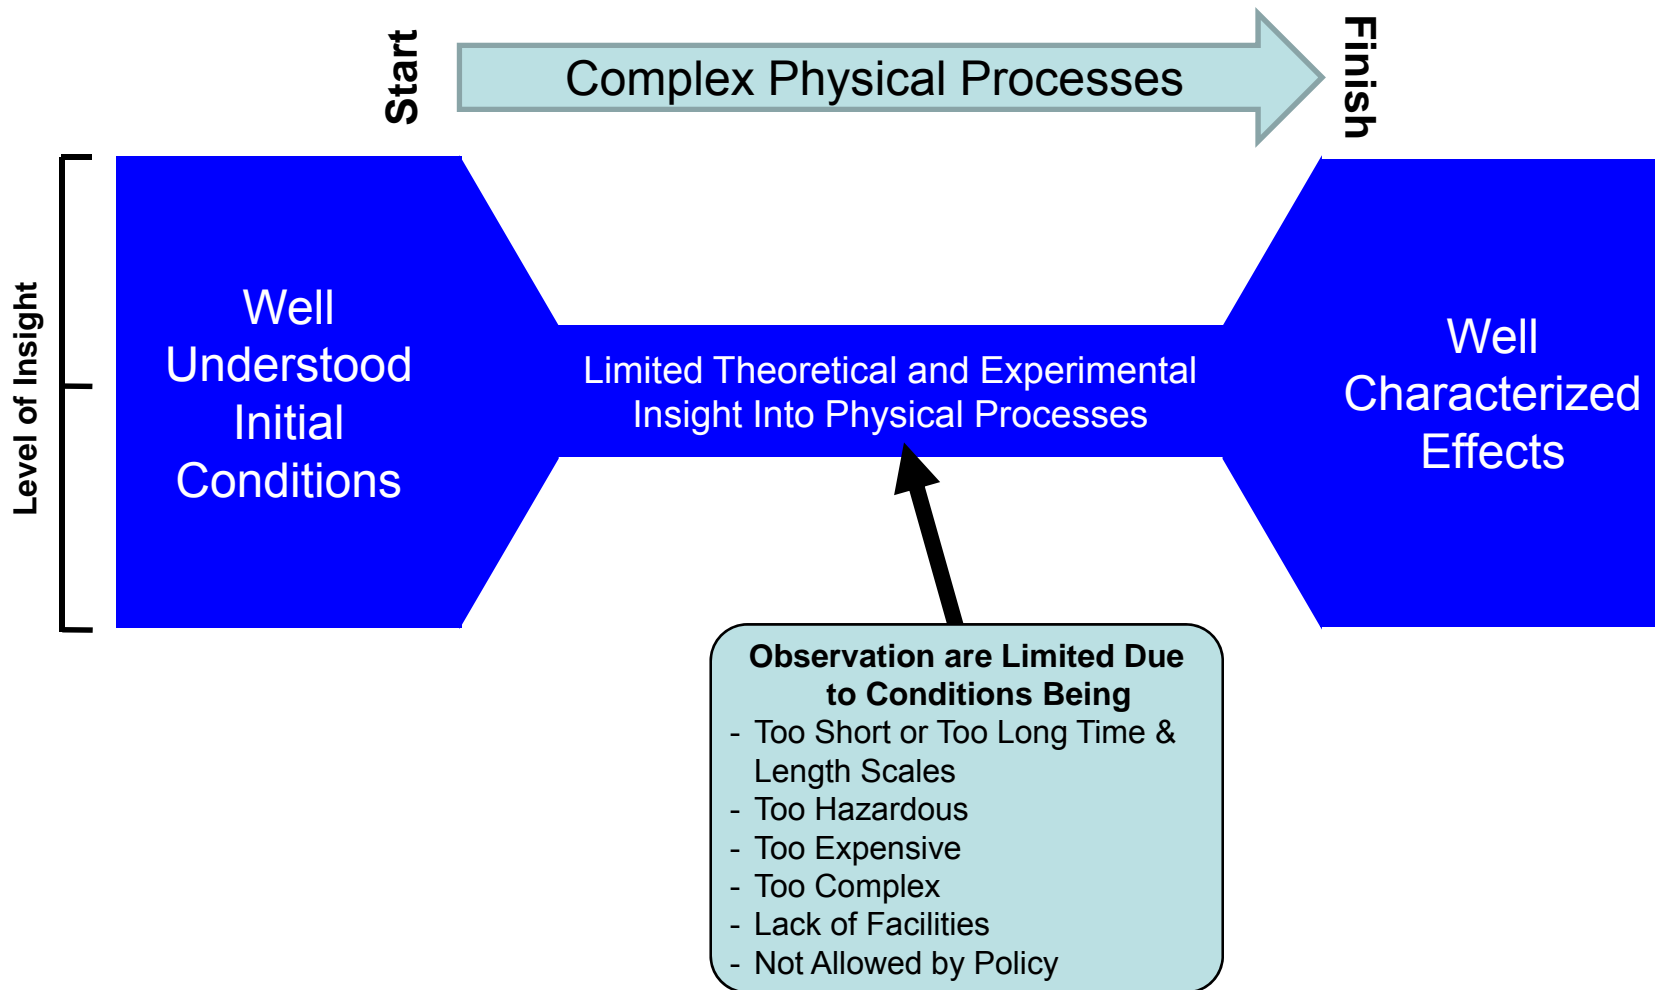 Start
Complex Physical Processes
Finish
Level of Insight
Well
Understood
Initial
Conditions
Limited Theoretical and Experimental
Insight Into Physical Processes
Well
Characterized
Effects
Observation are Limited Due
to Conditions Being
- Too Short or Too Long Time &
Length Scales
- Too Hazardous
- Too Expensive
- Too Complex
- Lack of Facilities
- Not Allowed by Policy